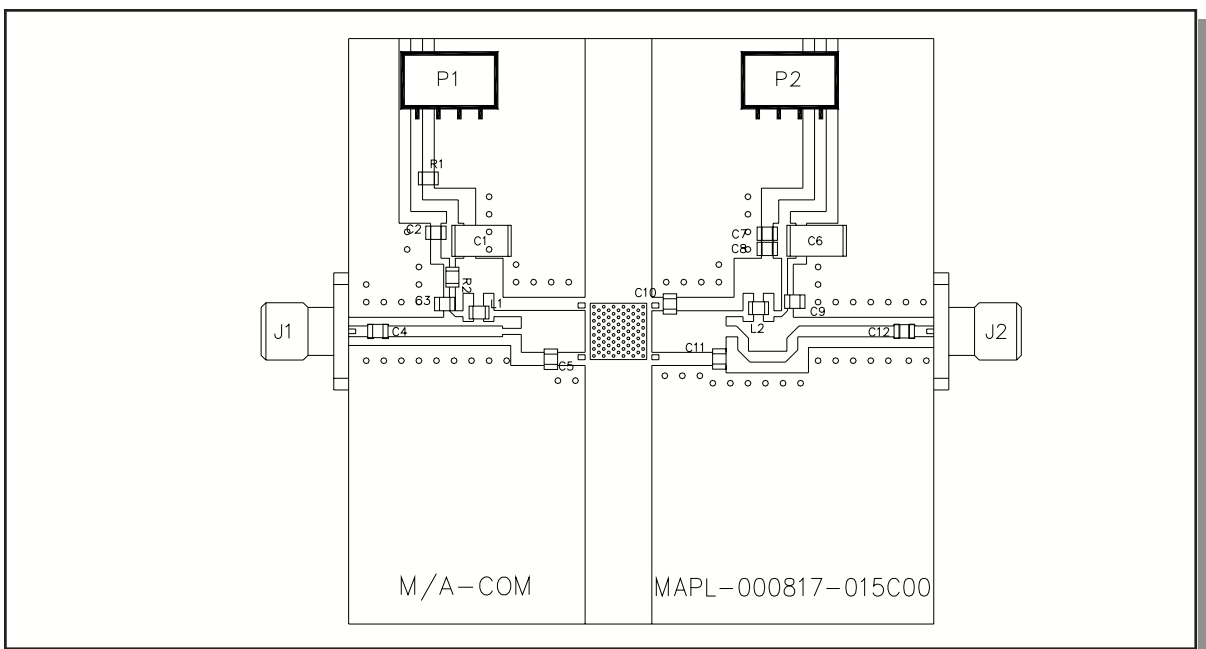 P1
P2
R1
C2
C1
C7
C8
C6
R2
C3
L1
C10
L2
C9
J1
C4
C5
C11
C12
J2
M/A-COM
MAPL-000817-015C00